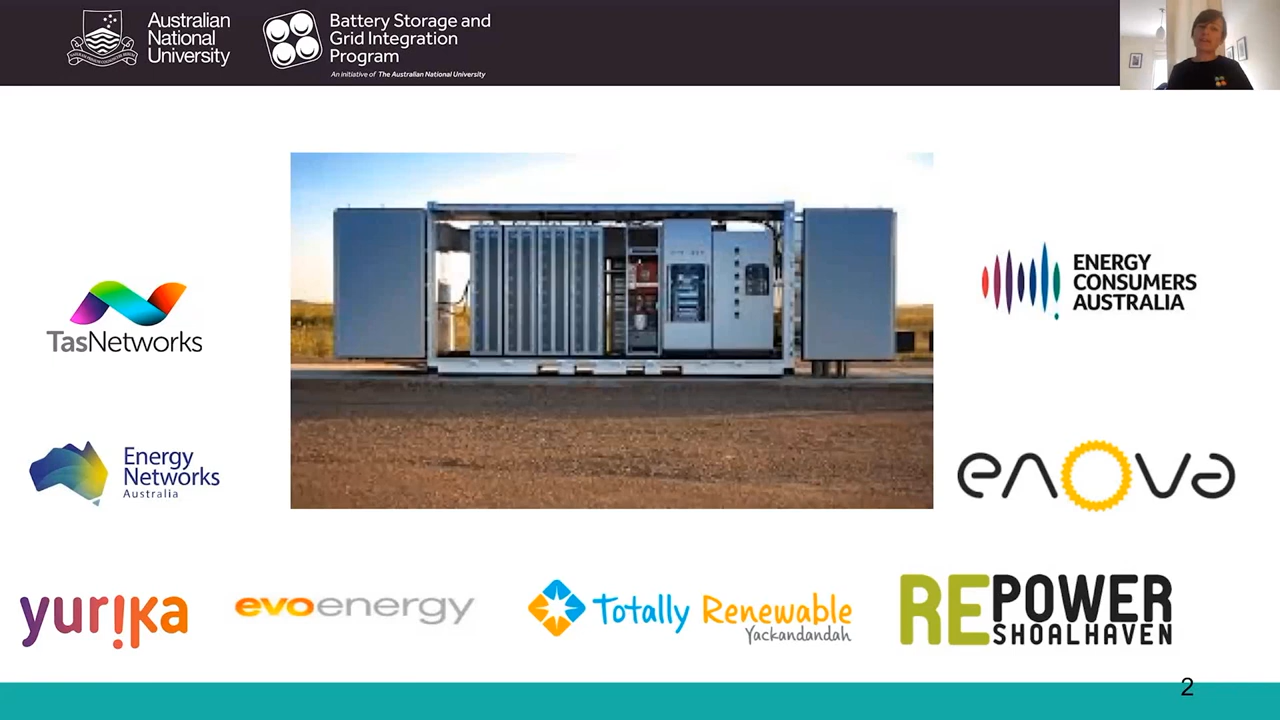 Australian
National
University
Battery Storage and
Grid Integration
Program
An initiative of The Australian National University
TasNetworks
ENERGY
CONSUMERS
AUSTRALIA
Energy
Networks
Australia
enova
yurika
evoenergy
Totally Renewable
Yackandandah
REPOWER
SHOALHAVEN
2